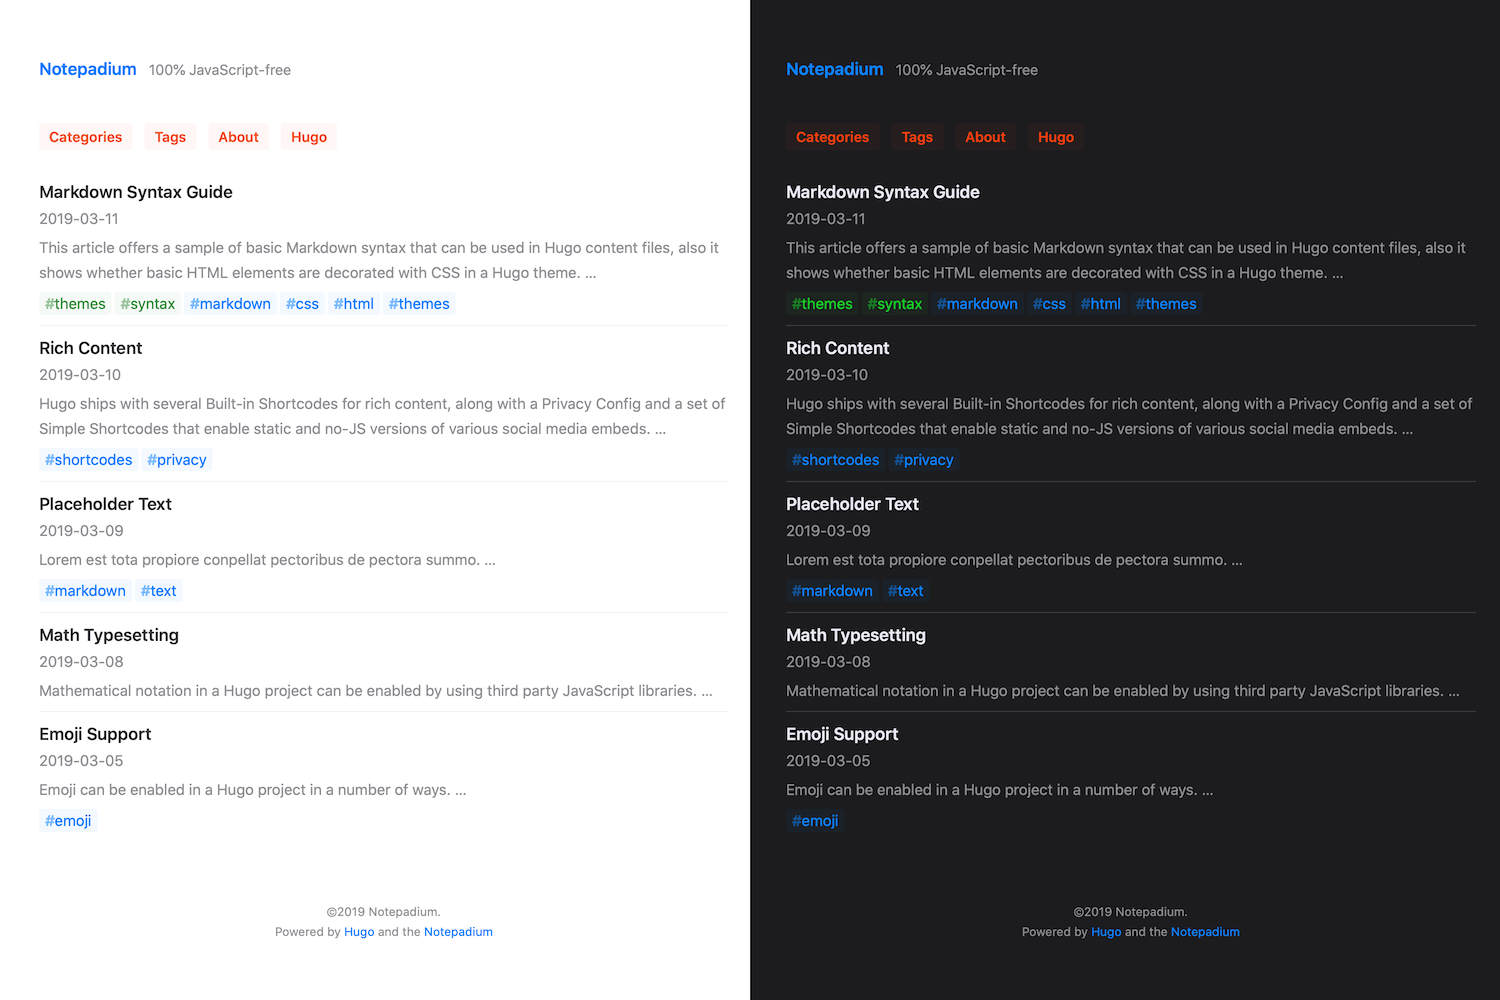 Notepadium 100% JavaScript-free
Categories Tags About Hugo
Markdown Syntax Guide
2019-03-11
This article offers a sample of basic Markdown syntax that can be used in Hugo content files, also it
shows whether basic HTML elements are decorated with CSS in a Hugo theme. ...
#themes #syntax #markdown #css #html #themes
Rich Content
2019-03-10
Hugo ships with several Built-in Shortcodes for rich content, along with a Privacy Config and a set of
Simple Shortcodes that enable static and no-JS versions of various social media embeds. ...
#shortcodes #privacy
Placeholder Text
2019-03-09
Lorem est tota propiore conpellat pectoribus de pectora summo. ...
#markdown #text
Math Typesetting
2019-03-08
Mathematical notation in a Hugo project can be enabled by using third party JavaScript libraries. ...
Emoji Support
2019-03-05
Emoji can be enabled in a Hugo project in a number of ways. ...
#emoji
©2019 Notepadium.
Powered by Hugo and the Notepadium
Notepadium 100% JavaScript-free
Categories Tags About Hugo
Markdown Syntax Guide
2019-03-11
This article offers a sample of basic Markdown syntax that can be used in Hugo content files, also it
shows whether basic HTML elements are decorated with CSS in a Hugo theme. ...
#themes #syntax #markdown #css #html #themes
Rich Content
2019-03-10
Hugo ships with several Built-in Shortcodes for rich content, along with a Privacy Config and a set of
Simple Shortcodes that enable static and no-JS versions of various social media embeds. ...
#shortcodes #privacy
Placeholder Text
2019-03-09
Lorem est tota propiore conpellat pectoribus de pectora summo. ...
#markdown #text
Math Typesetting
2019-03-08
Mathematical notation in a Hugo project can be enabled by using third party JavaScript libraries. ...
Emoji Support
2019-03-05
Emoji can be enabled in a Hugo project in a number of ways. ...
#emoji
©2019 Notepadium.
Powered by Hugo and the Notepadium